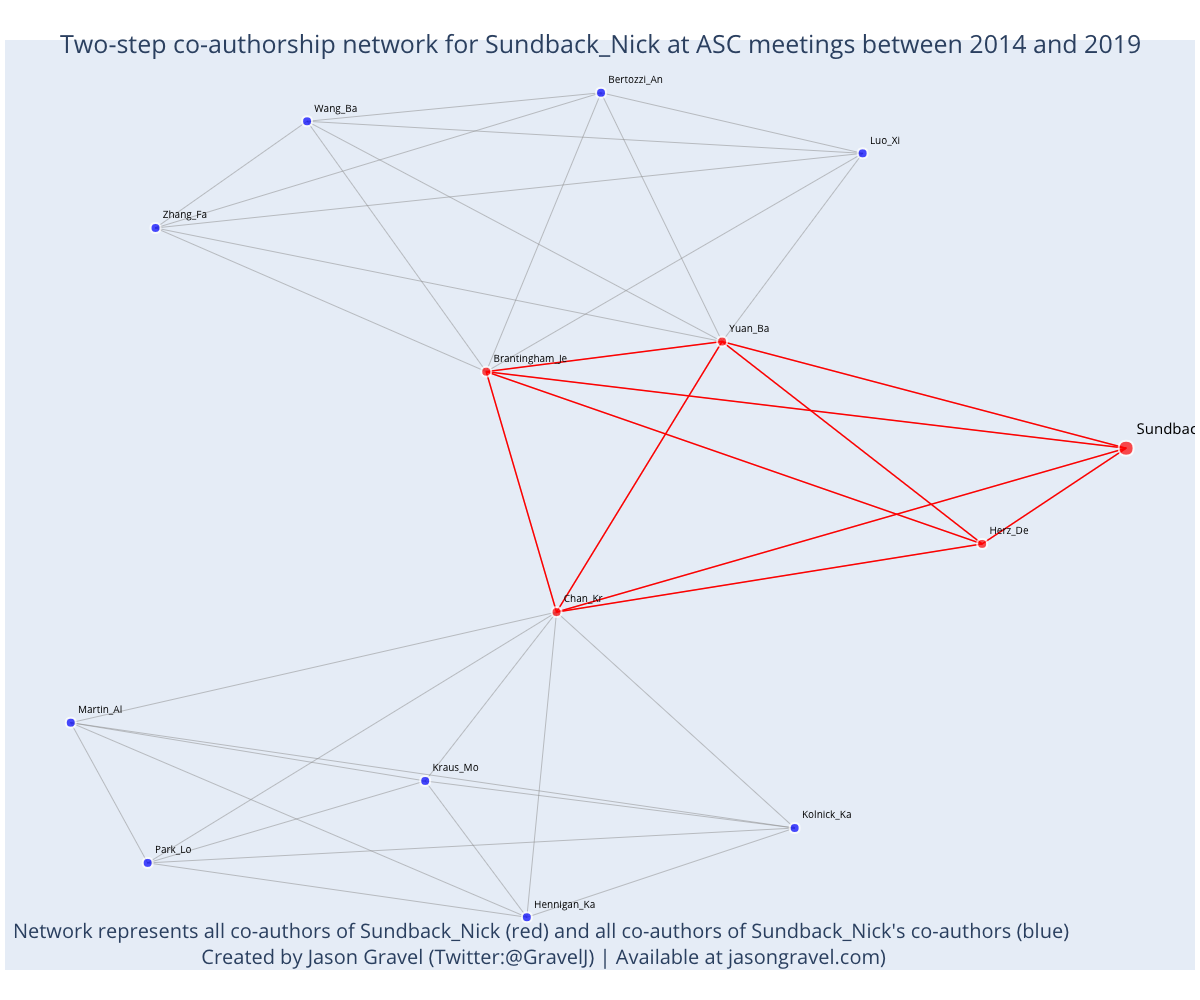 Two-step co-authorship network for Sundback_Nick at ASC meetings between 2014 and 2019
Bertozzi_An
Wang_Ba
Luo_Xi
Zhang_Fa
Yuan_Ba
Brantingham_Je
Sundbac
Herz_De
Chan_Kr
Martin_Al
Kraus_Mo
Kolnick_Ka
Park_Lo
Hennigan_Ka
Network represents all co-authors of Sundback_Nick (red) and all co-authors of Sundback_Nick's co-authors (blue)
Created by Jason Gravel (Twitter:@GravelJ) | Available at jasongravel.com)